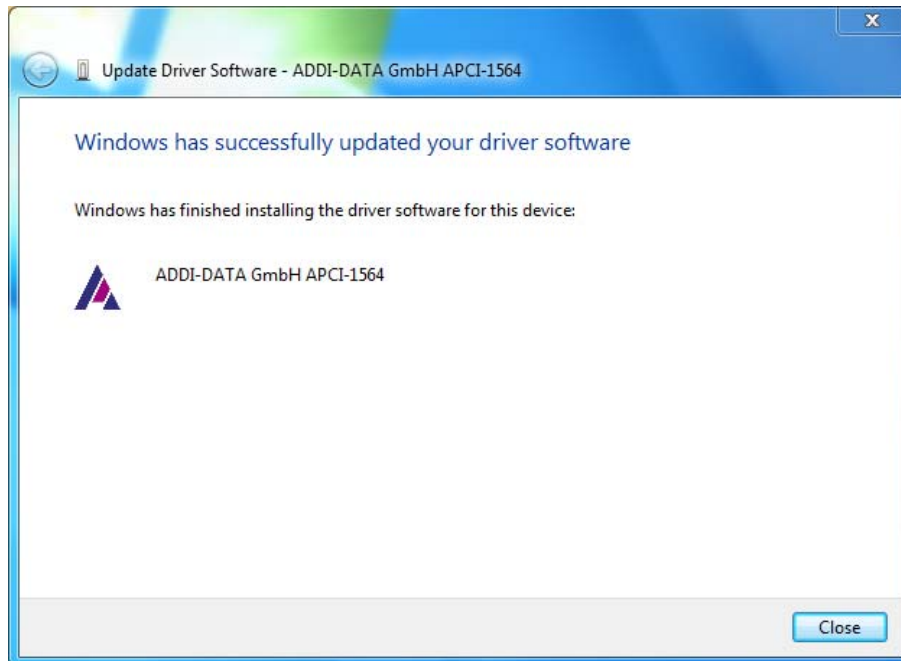 Update Driver Software - ADDI-DATA GmbH APCI-1564
Windows has successfully updated your driver software
Windows has finished installing the driver software for this device:
ADDI-DATA GmbH APCI-1564
Close